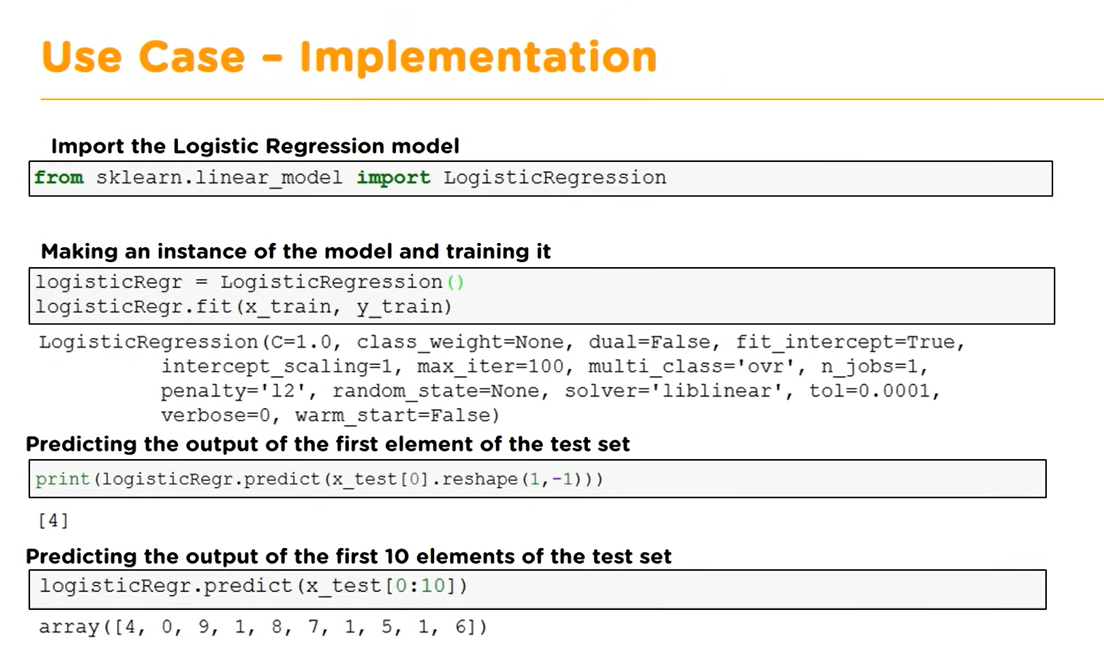 Use Case – Implementation
Import the Logistic Regression model
from sklearn.linear_model import LogisticRegression
Making an instance of the model and training it
logisticRegr = LogisticRegression()
logisticRegr.fit(x_train, y_train)
LogisticRegression(C=1.0, class_weight=None, dual=False, fit_intercept=True,
intercept_scaling=1, max_iter=100, multi_class='ovr', n_jobs=1,
penalty='l2', random_state=None, solver='liblinear', tol=0.0001,
verbose=0, warm_start=False)
Predicting the output of the first element of the test set
print(logisticRegr.predict(x_test[0].reshape(1,-1)))
[4]
Predicting the output of the first 10 elements of the test set
logisticRegr.predict(x_test[0:10])
array([4, 0, 9, 1, 8, 7, 1, 5, 1, 6])